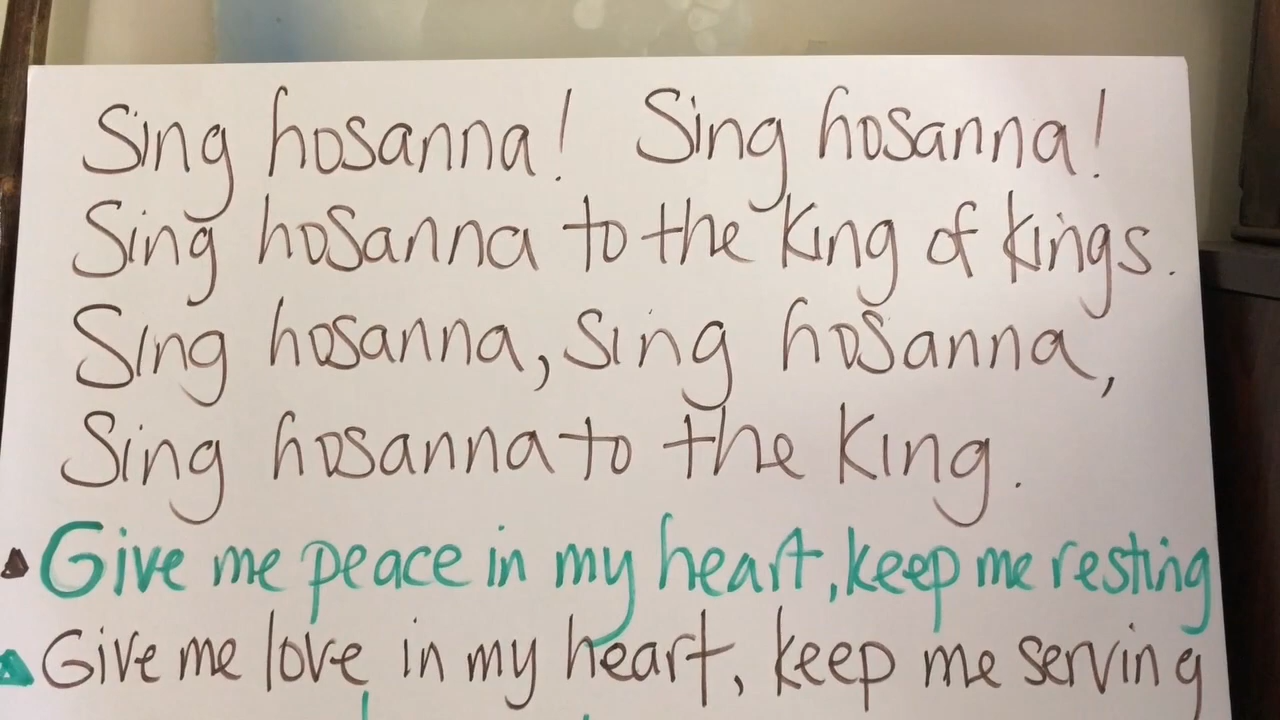 Sing hosanna! Sing hosanna!
Sing hosanna to the King of kings.
Sing hosanna, sing hosanna,
Sing hosanna to the King.
Give me peace in my heart, keep me resting
Give me love in my heart, keep me serving